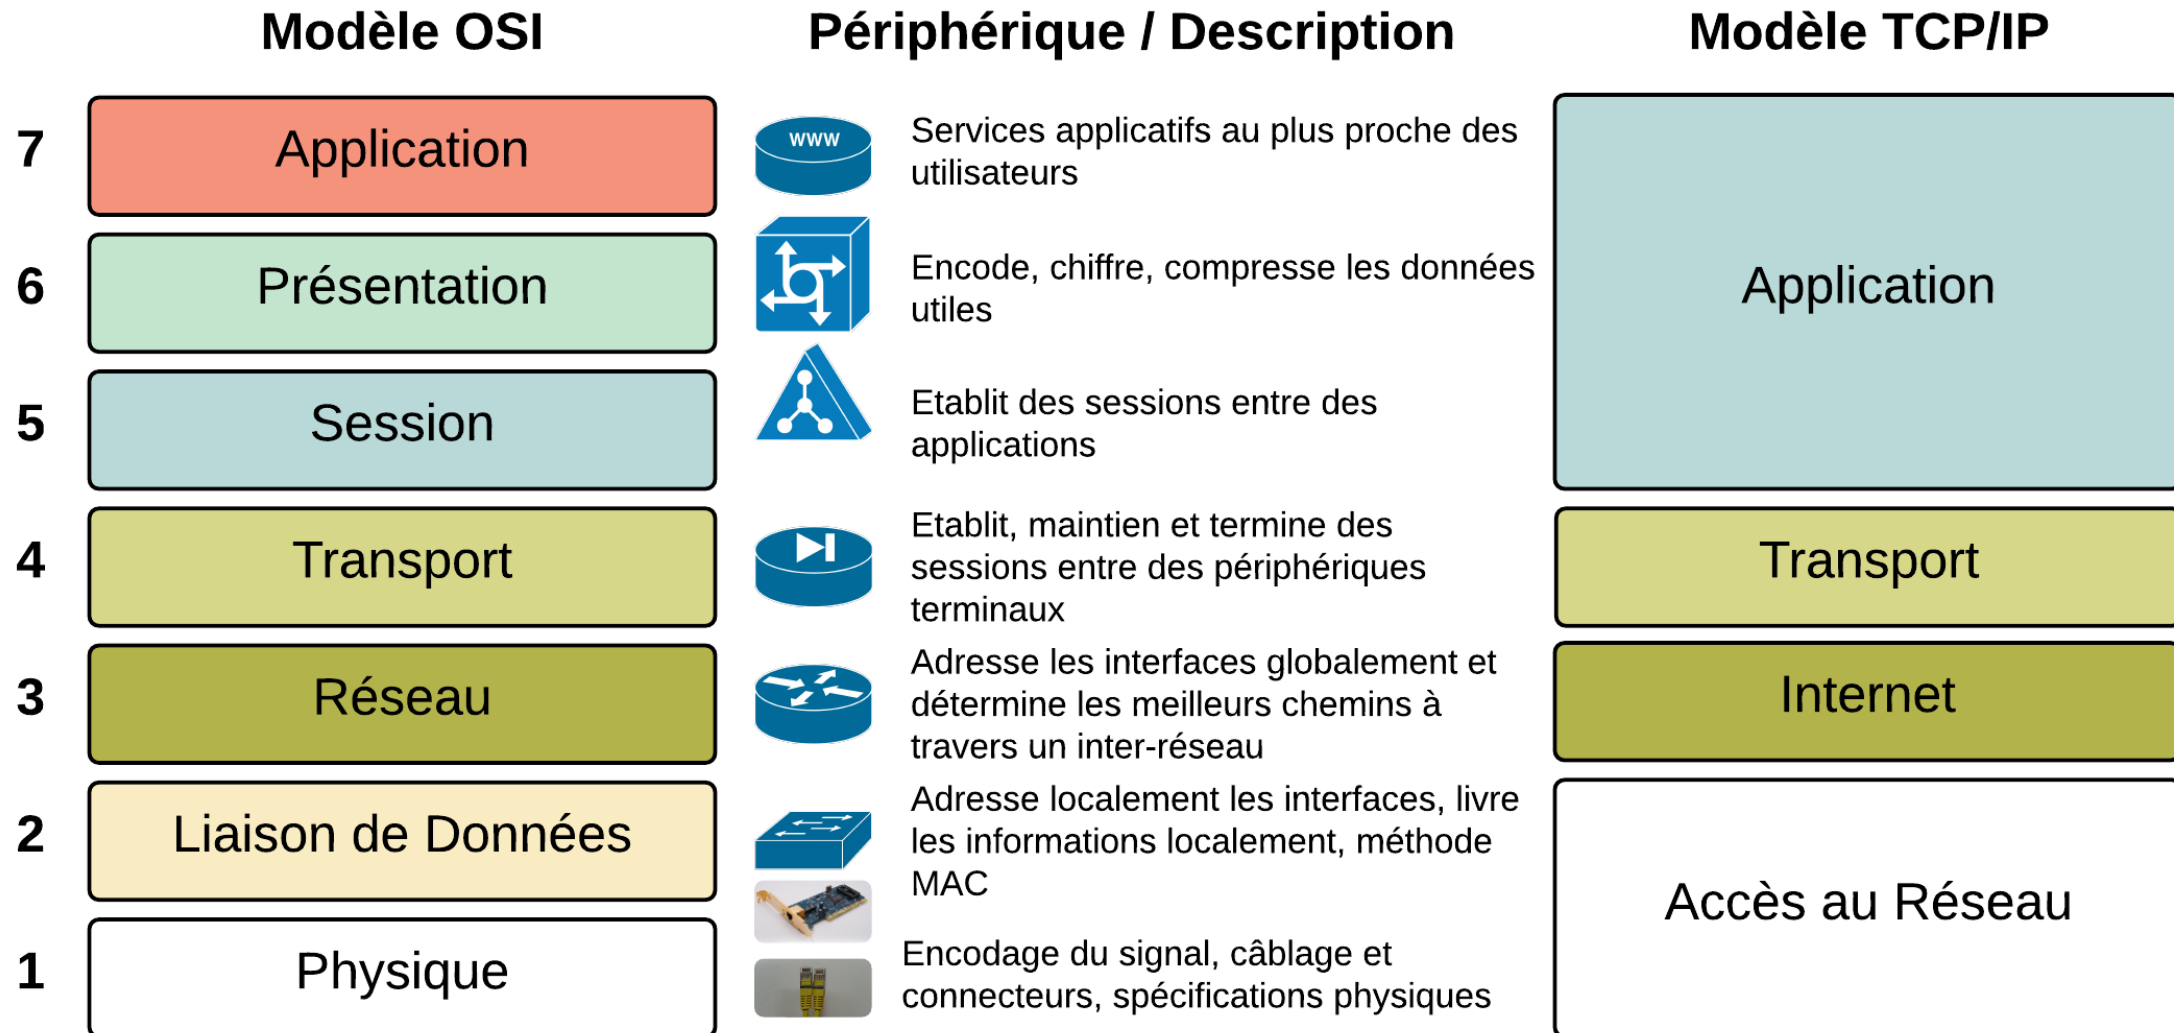 Modèle OSI
Périphérique / Description
Modèle TCP/IP
7
Application
WWW
Services applicatifs au plus proche des
utilisateurs
6
Présentation
Encode, chiffre, compresse les données
utiles
Application
5
Session
Etablit des sessions entre des
applications
4
Transport
Etablit, maintien et termine des
sessions entre des périphériques
terminaux
Transport
3
Réseau
Adresse les interfaces globalement et
détermine les meilleurs chemins à
travers un inter-réseau
Internet
2
Liaison de Données
Adresse localement les interfaces, livre
les informations localement, méthode
MAC
Accès au Réseau
1
Physique
Encodage du signal, câblage et
connecteurs, spécifications physiques